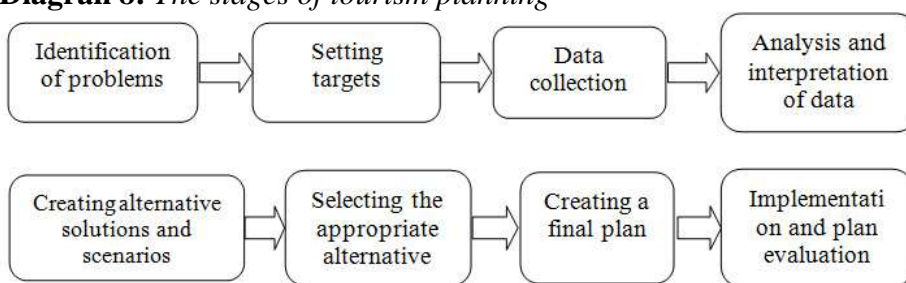 Diagram 8: The stages of tourism planning
Identification
of problems
Setting
targets
Data
collection
Analysis and
interpretation
of data
Creating alternative
solutions and
scenarios
Selecting the
appropriate
alternative
Creating a
final plan
Implementati
on and plan
evaluation